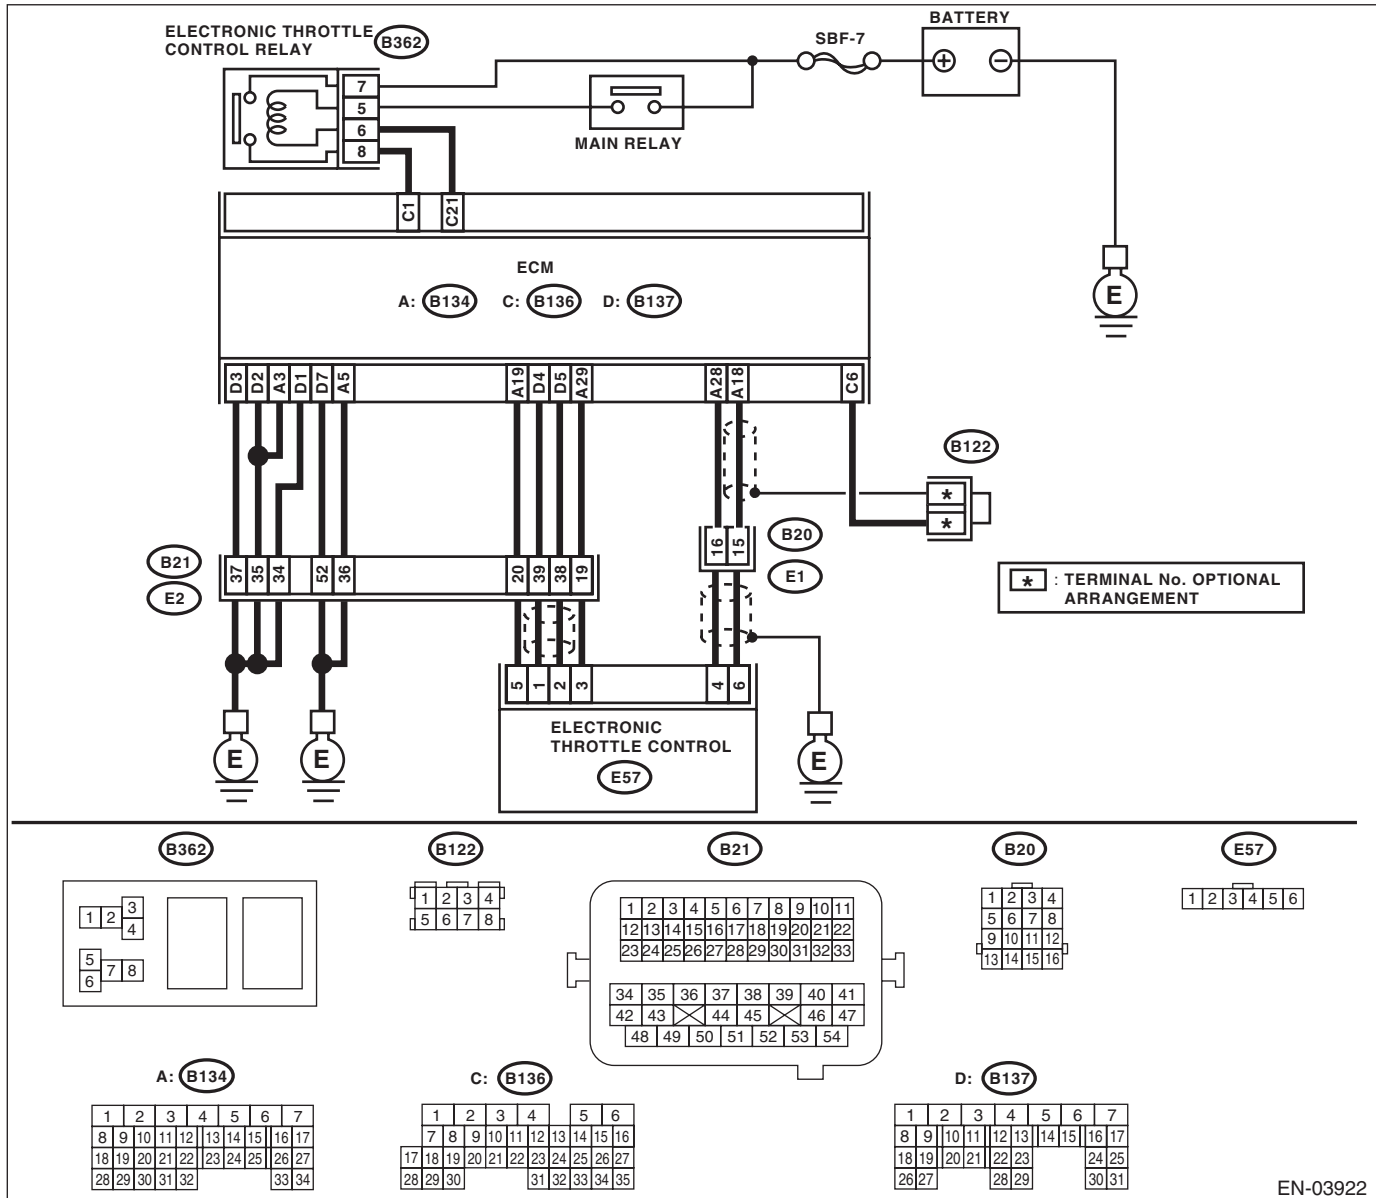 BATTERY
ELECTRONIC THROTTLE
CONTROL RELAY
B362
SBF-7
+ −
7
5
6
8
MAIN RELAY
C1 C21
E
ECM
A: B134 C: B136 D: B137
D3 D2 A3 D1 D7 A5 A19 D4 D5 A29 A28 A18 C6
B122
*
*
B21
E2
37 35 34 52 36 20 39 38 19
16 15
B20
E1
* : TERMINAL No. OPTIONAL
ARRANGEMENT
5 1 2 3 4 6
ELECTRONIC
THROTTLE CONTROL
E57
E E E
B362 B122 B21 B20 E57
1 2 3
4
5 7 8
6
1 2 3 4
5 6 7 8
1 2 3 4 5 6 7 8 9 10 11
12 13 14 15 16 17 18 19 20 21 22
23 24 25 26 27 28 29 30 31 32 33
34 35 36 37 38 39 40 41
42 43 44 45 46 47
48 49 50 51 52 53 54
1 2 3 4
5 6 7 8
9 10 11 12
13 14 15 16
1 2 3 4 5 6
A: B134
1 2 3 4 5 6 7
8 9 10 11 12 13 14 15 16 17
18 19 20 21 22 23 24 25 26 27
28 29 30 31 32 33 34
C: B136
1 2 3 4 5 6
7 8 9 10 11 12 13 14 15 16
17 18 19 20 21 22 23 24 25 26 27
28 29 30 31 32 33 34 35
D: B137
1 2 3 4 5 6 7
8 9 10 11 12 13 14 15 16 17
18 19 20 21 22 23 24 25
26 27 28 29 30 31
EN-03922